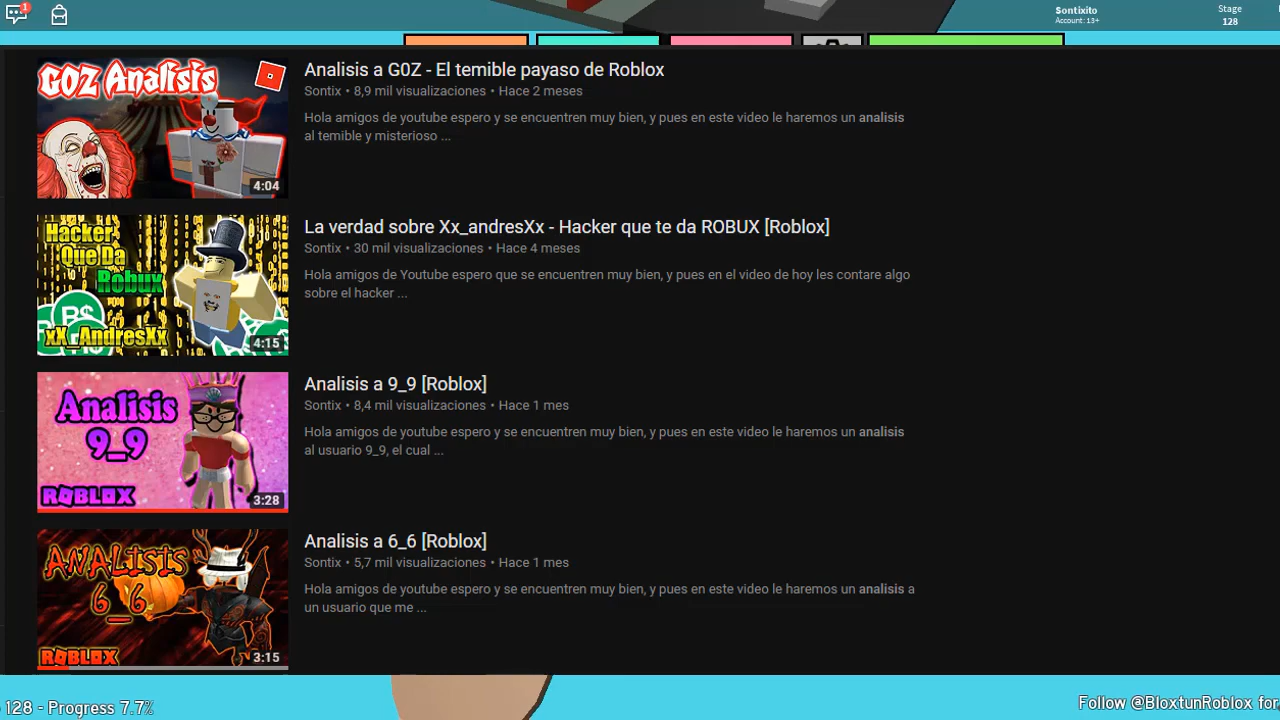 1
Sontixito
Account: 13+
Stage
128
G0Z Analisis
4:04
Analisis a G0Z - El temible payaso de Roblox
Sontix • 8,9 mil visualizaciones • Hace 2 meses
Hola amigos de youtube espero y se encuentren muy bien, y pues en este video le haremos un analisis
al temible y misterioso ...
Hacker
Que Da
Robux
R$
xX_AndresXx
4:15
La verdad sobre Xx_andresXx - Hacker que te da ROBUX [Roblox]
Sontix • 30 mil visualizaciones • Hace 4 meses
Hola amigos de Youtube espero que se encuentren muy bien, y pues en el video de hoy les contare algo
sobre el hacker ...
Analisis
9_9
ROBLOX
3:28
Analisis a 9_9 [Roblox]
Sontix • 8,4 mil visualizaciones • Hace 1 mes
Hola amigos de youtube espero y se encuentren muy bien, y pues en este video le haremos un analisis
al usuario 9_9, el cual ...
ANALISIS
6_6
ROBLOX
3:15
Analisis a 6_6 [Roblox]
Sontix • 5,7 mil visualizaciones • Hace 1 mes
Hola amigos de youtube espero y se encuentren muy bien, y pues en este video le haremos un analisis a
un usuario que me ...
128 - Progress 7.7%
Follow @BloxtunRoblox for